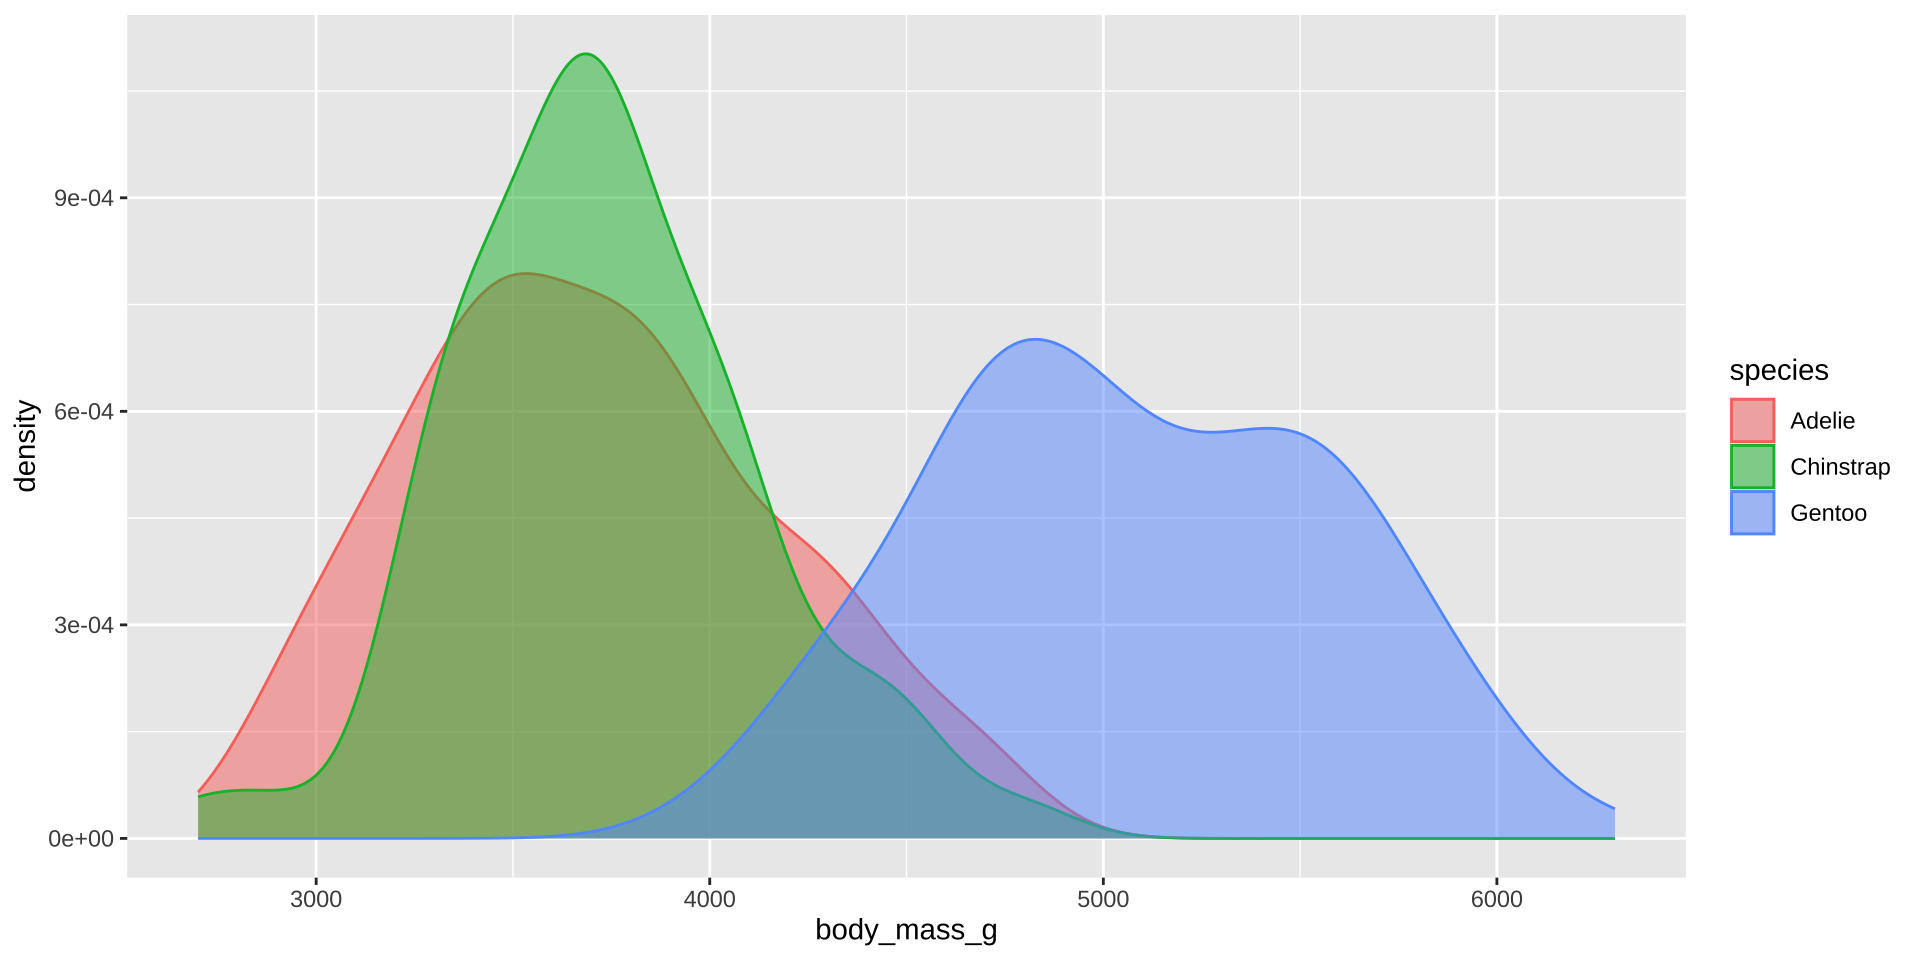 9e-04
6e-04
3e-04
0e+00
density
3000 4000 5000 6000
body_mass_g
species
Adelie
Chinstrap
Gentoo